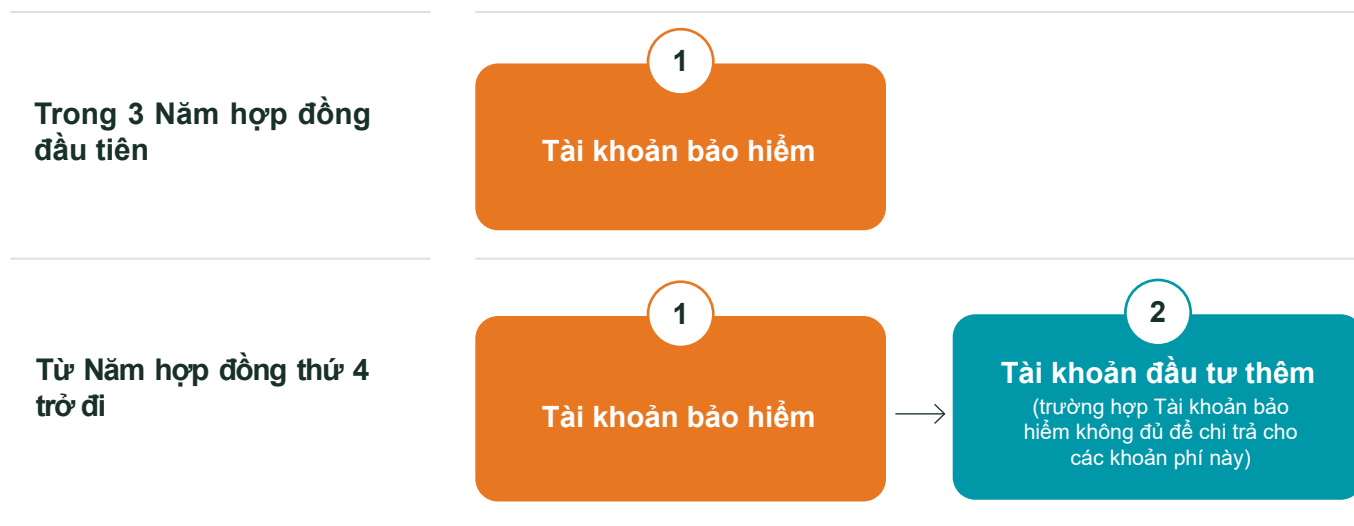 Trong 3 Năm hợp đồng
đầu tiên
1
Tài khoản bảo hiểm
Từ Năm hợp đồng thứ 4
trở đi
1
Tài khoản bảo hiểm
2
Tài khoản đầu tư thêm
(trường hợp Tài khoản bảo
hiểm không đủ để chi trả cho
các khoản phí này)